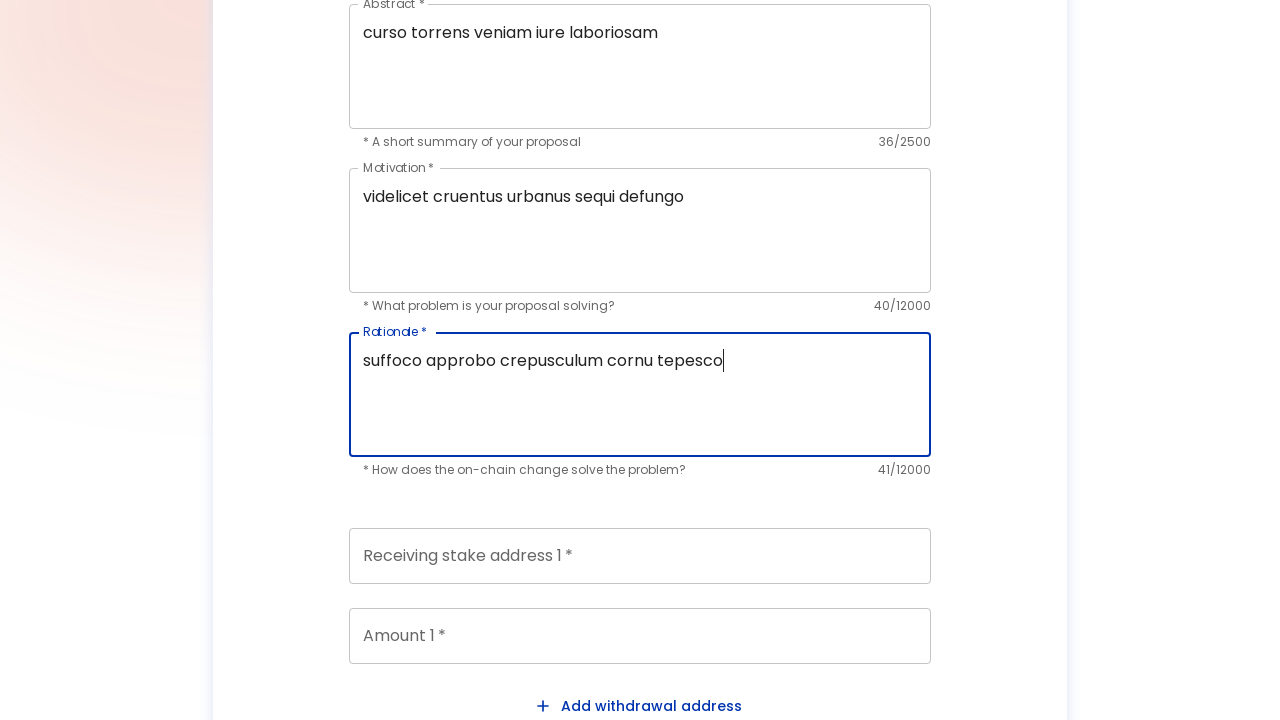 Abstract *
curso torrens veniam iure laboriosam
* A short summary of your proposal 36/2500
Motivation *
videlicet cruentus urbanus sequi defungo
* What problem is your proposal solving? 40/12000
Rationale *
suffoco approbo crepusculum cornu tepesco
* How does the on-chain change solve the problem? 41/12000
Receiving stake address 1 *
Amount 1 *
+ Add withdrawal address